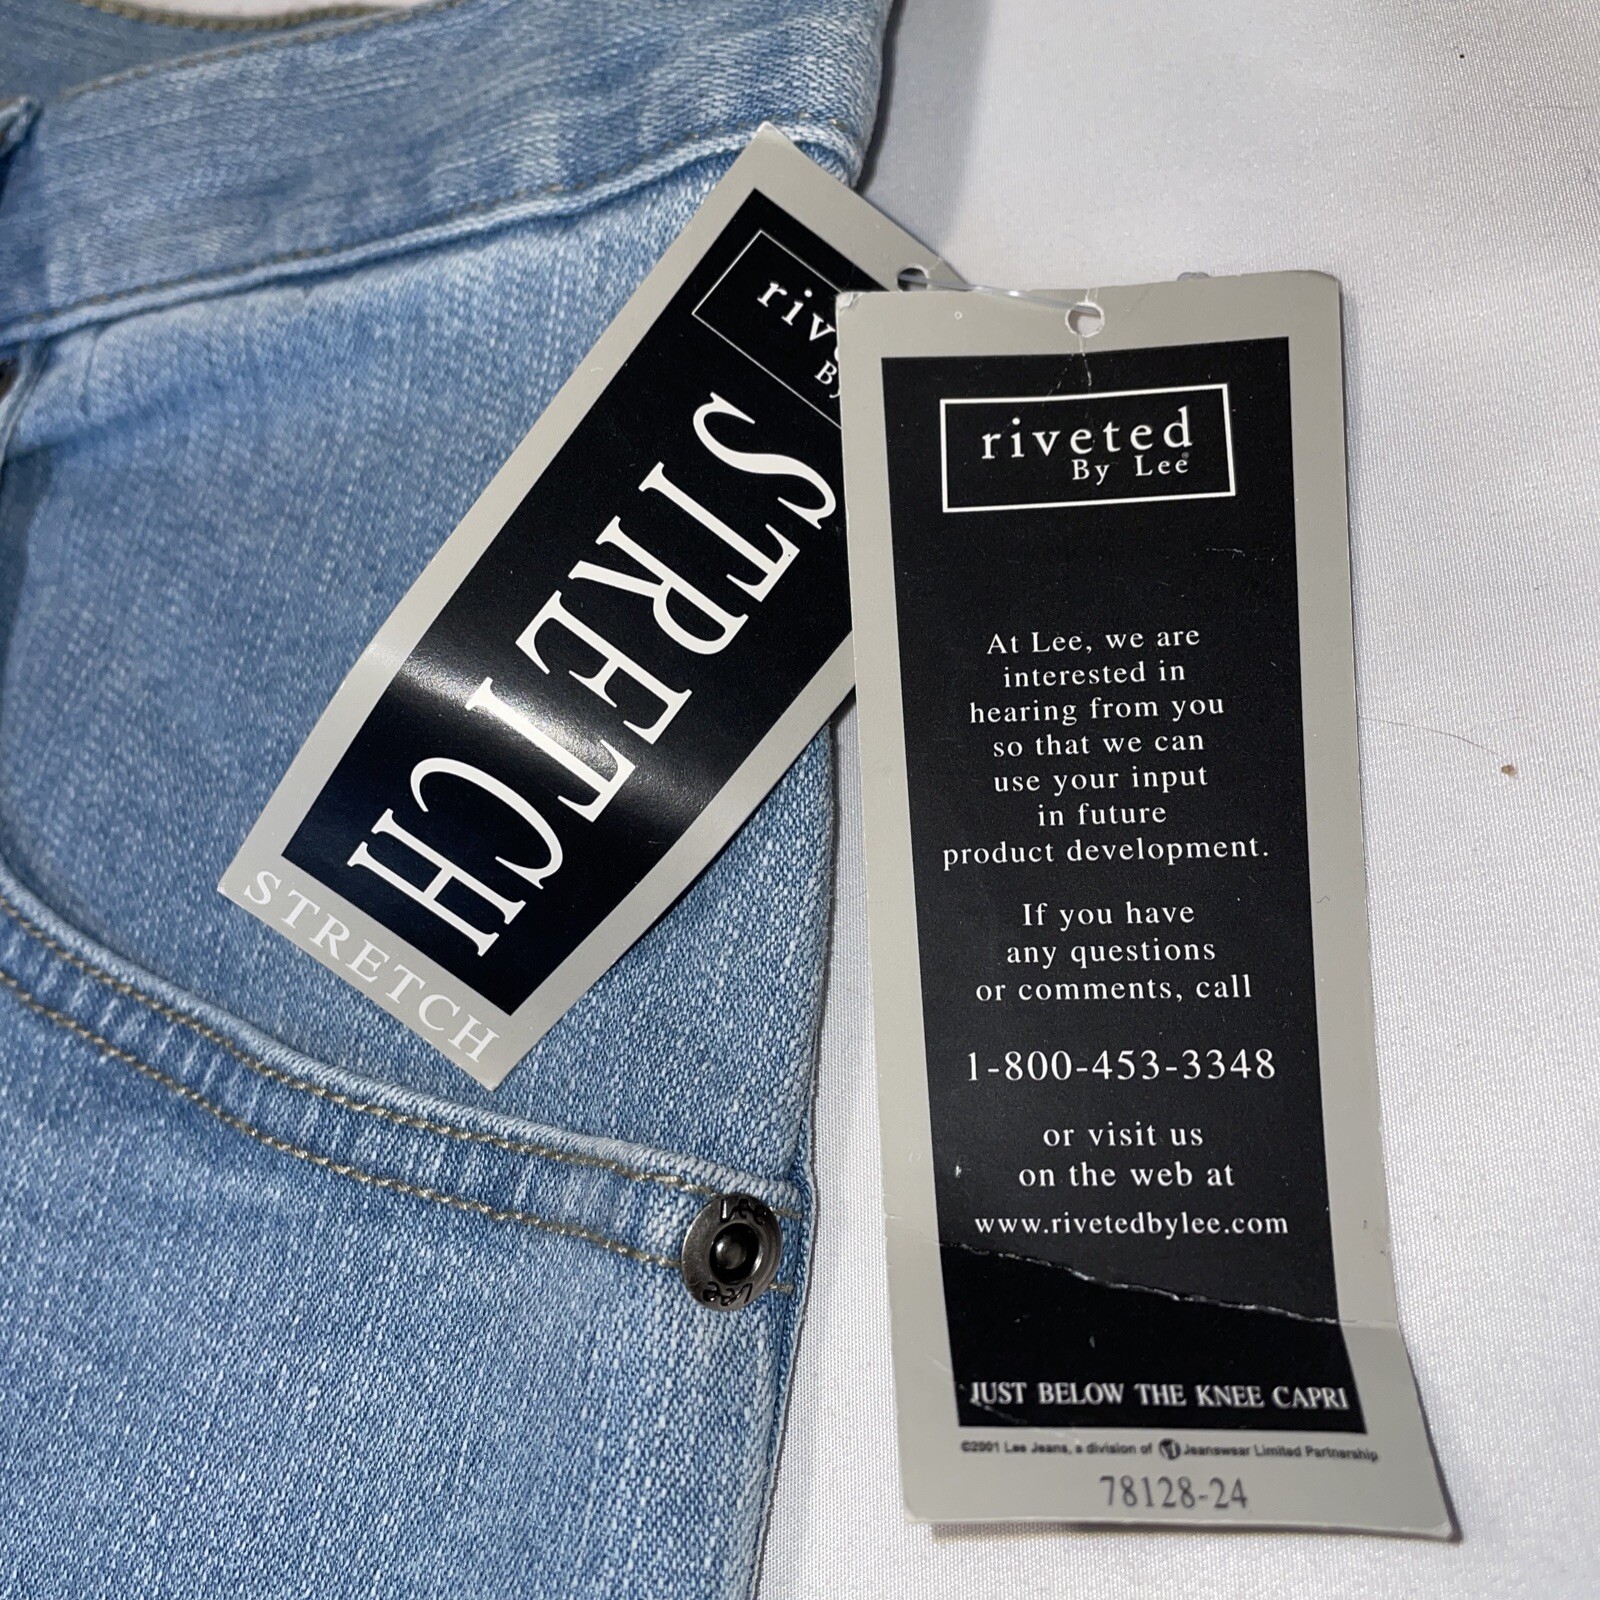 riv
By
STRETCH
STRETCH
riveted
By Lee®
At Lee, we are
interested in
hearing from you
so that we can
use your input
in future
product development.
If you have
any questions
or comments, call
1-800-453-3348
or visit us
on the web at
www.rivetedbylee.com
JUST BELOW THE KNEE CAPRI
©2001 Lee Jeans, a division of Jeanswear Limited Partnership
78128-24
Lee
Lee